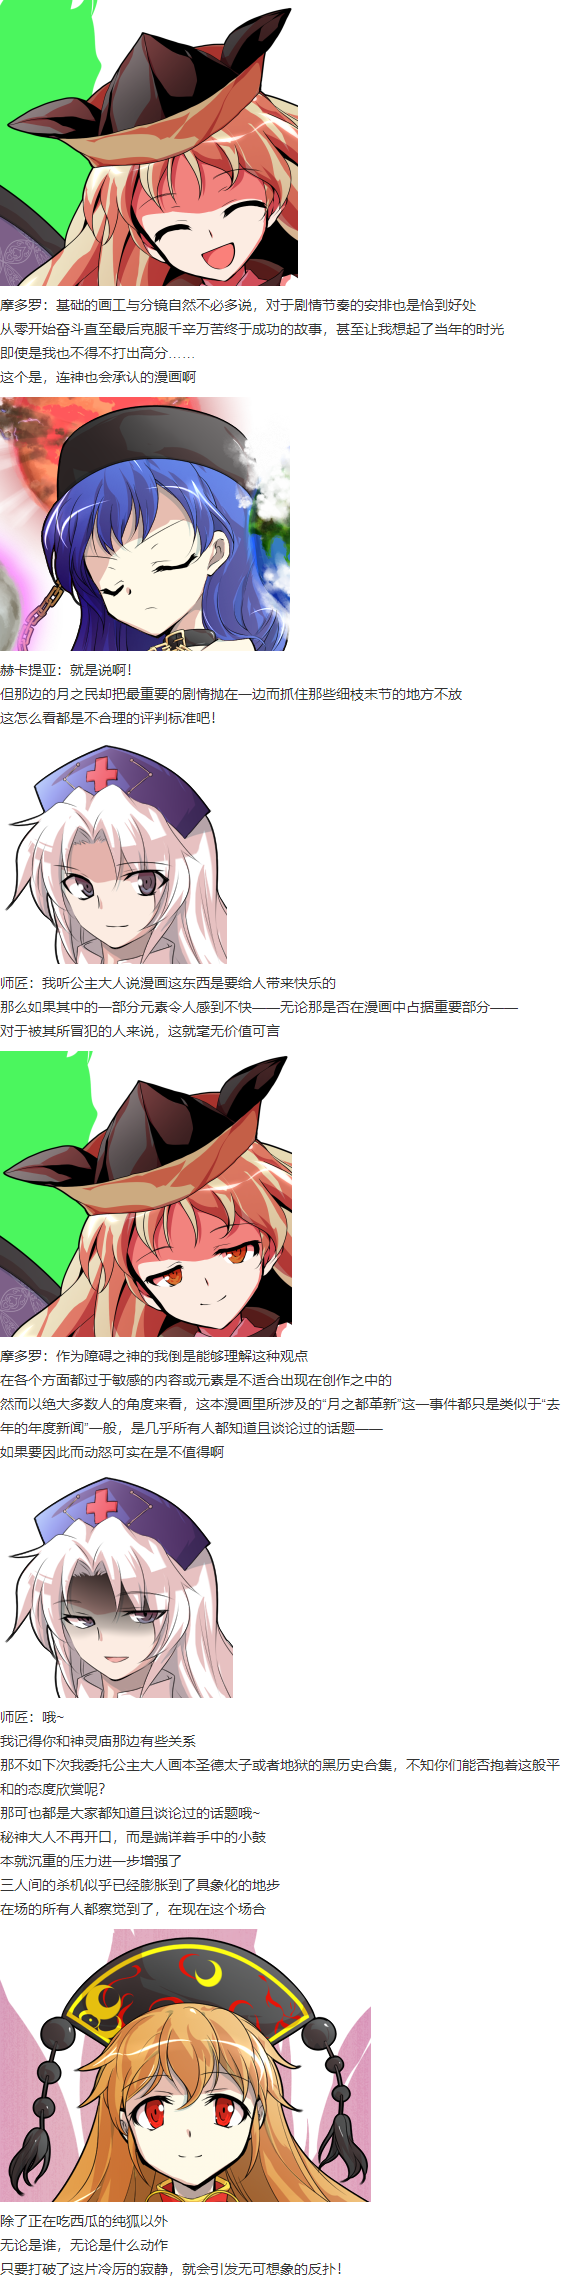 摩多罗：基础的画工与分镜自然不必多说，对于剧情节奏的安排也是恰到好处
从零开始奋斗直至最后克服千辛万苦终于成功的故事，甚至让我想起了当年的时光
即使是我也不得不打出高分……
这个是，连神也会承认的漫画啊
赫卡提亚：就是说啊！
但那边的月之民却把最重要的剧情抛在一边而抓住那些细枝末节的地方不放
这怎么看都是不合理的评判标准吧！
师匠：我听公主大人说漫画这东西是要给人带来快乐的
那么如果其中的一部分元素令人感到不快——无论那是否在漫画中占据重要部分——
对于被其所冒犯的人来说，这就毫无价值可言
摩多罗：作为障碍之神的我倒是能够理解这种观点
在各个方面都过于敏感的内容或元素是不适合出现在创作之中的
然而以绝大多数人的角度来看，这本漫画里所涉及的“月之都革新”这一事件都只是类似于“去
年的年度新闻”一般，是几乎所有人都知道且谈论过的话题——
如果要因此而动怒可实在是不值得啊
师匠：哦~
我记得你和神灵庙那边有些关系
那不如下次我委托公主大人画本圣德太子或者地狱的黑历史合集，不知你们能否抱着这般平
和的态度欣赏呢？
那可也都是大家都知道且谈论过的话题哦~
秘神大人不再开口，而是端详着手中的小鼓
本就沉重的压力进一步增强了
三人间的杀机似乎已经膨胀到了具象化的地步
在场的所有人都察觉到了，在现在这个场合
除了正在吃西瓜的纯狐以外
无论是谁，无论是什么动作
只要打破了这片冷厉的寂静，就会引发无可想象的反扑！